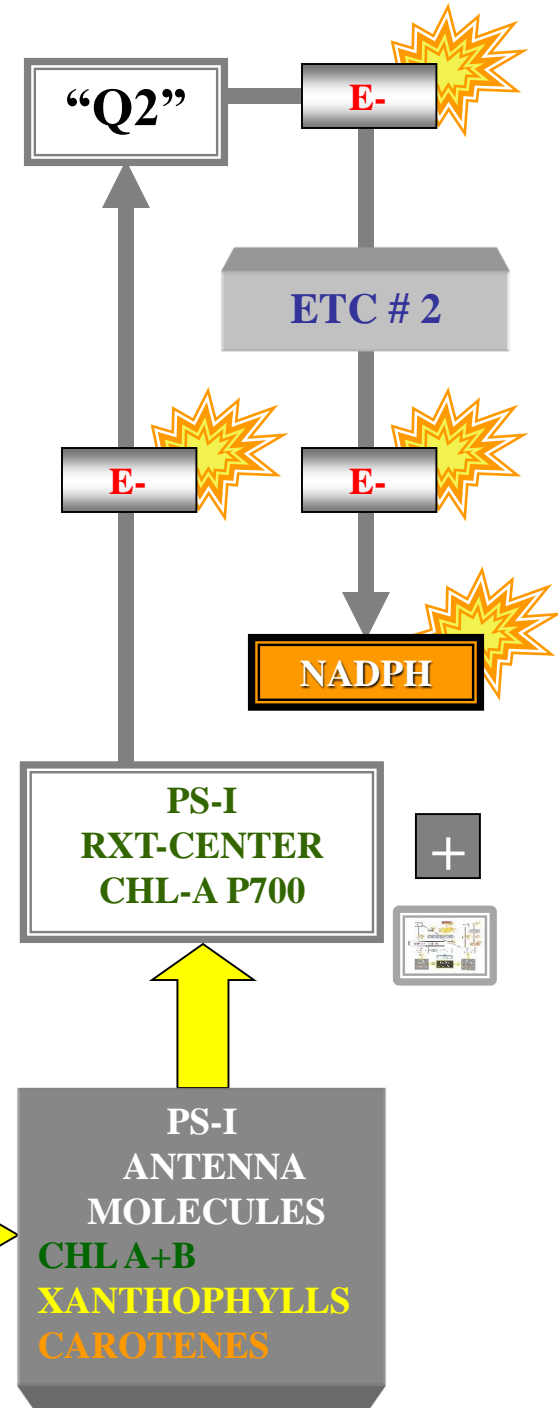 “Q2”
E-
ETC # 2
E-
E-
NADPH
PS-I
RXT-CENTER
CHL-A P700
+
PS-I
ANTENNA
MOLECULES
CHL A+B
XANTHOPHYLLS
CAROTENES